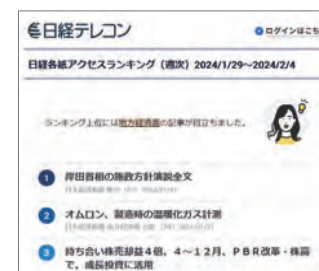 日経テレコン
ログインはこち
日経各紙アクセスランキング（週次）2024/1/29～2024/2/4
ランキング上位には地方経済面の記事が目立ちました。
1 岸田首相の施政方針演説全文
2 オムロン、製造時の温暖化ガス計測
3 持ち合い株売却益4倍、4～12月、PBR改革・株高
で、成長投資に活用